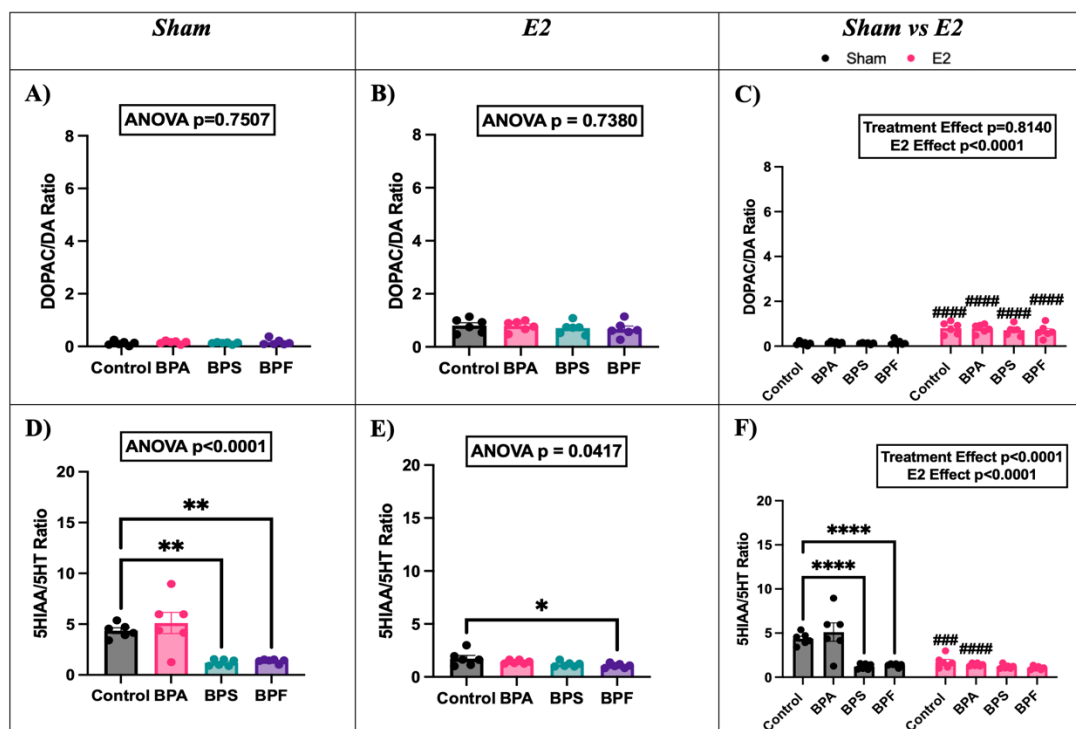 Sham
E2
Sham vs E2
Sham E2
A)
ANOVA p=0.7507
8
6
4
2
0
DOPAC/DA Ratio
Control BPA BPS BPF
B)
ANOVA p = 0.7380
8
6
4
2
0
DOPAC/DA Ratio
Control BPA BPS BPF
C)
Treatment Effect p=0.8140
E2 Effect p<0.0001
8
6
4
2
0
DOPAC/DA Ratio
#### #### #### ####
Control BPA BPS BPF Control BPA BPS BPF
D)
ANOVA p<0.0001
20
15
10
5
0
5HIAA/5HT Ratio
**
**
Control BPA BPS BPF
E)
ANOVA p = 0.0417
20
15
10
5
0
5HIAA/5HT Ratio
*
Control BPA BPS BPF
F)
Treatment Effect p<0.0001
E2 Effect p<0.0001
20
15
10
5
0
5HIAA/5HT Ratio
****
****
### ####
Control BPA BPS BPF Control BPA BPS BPF